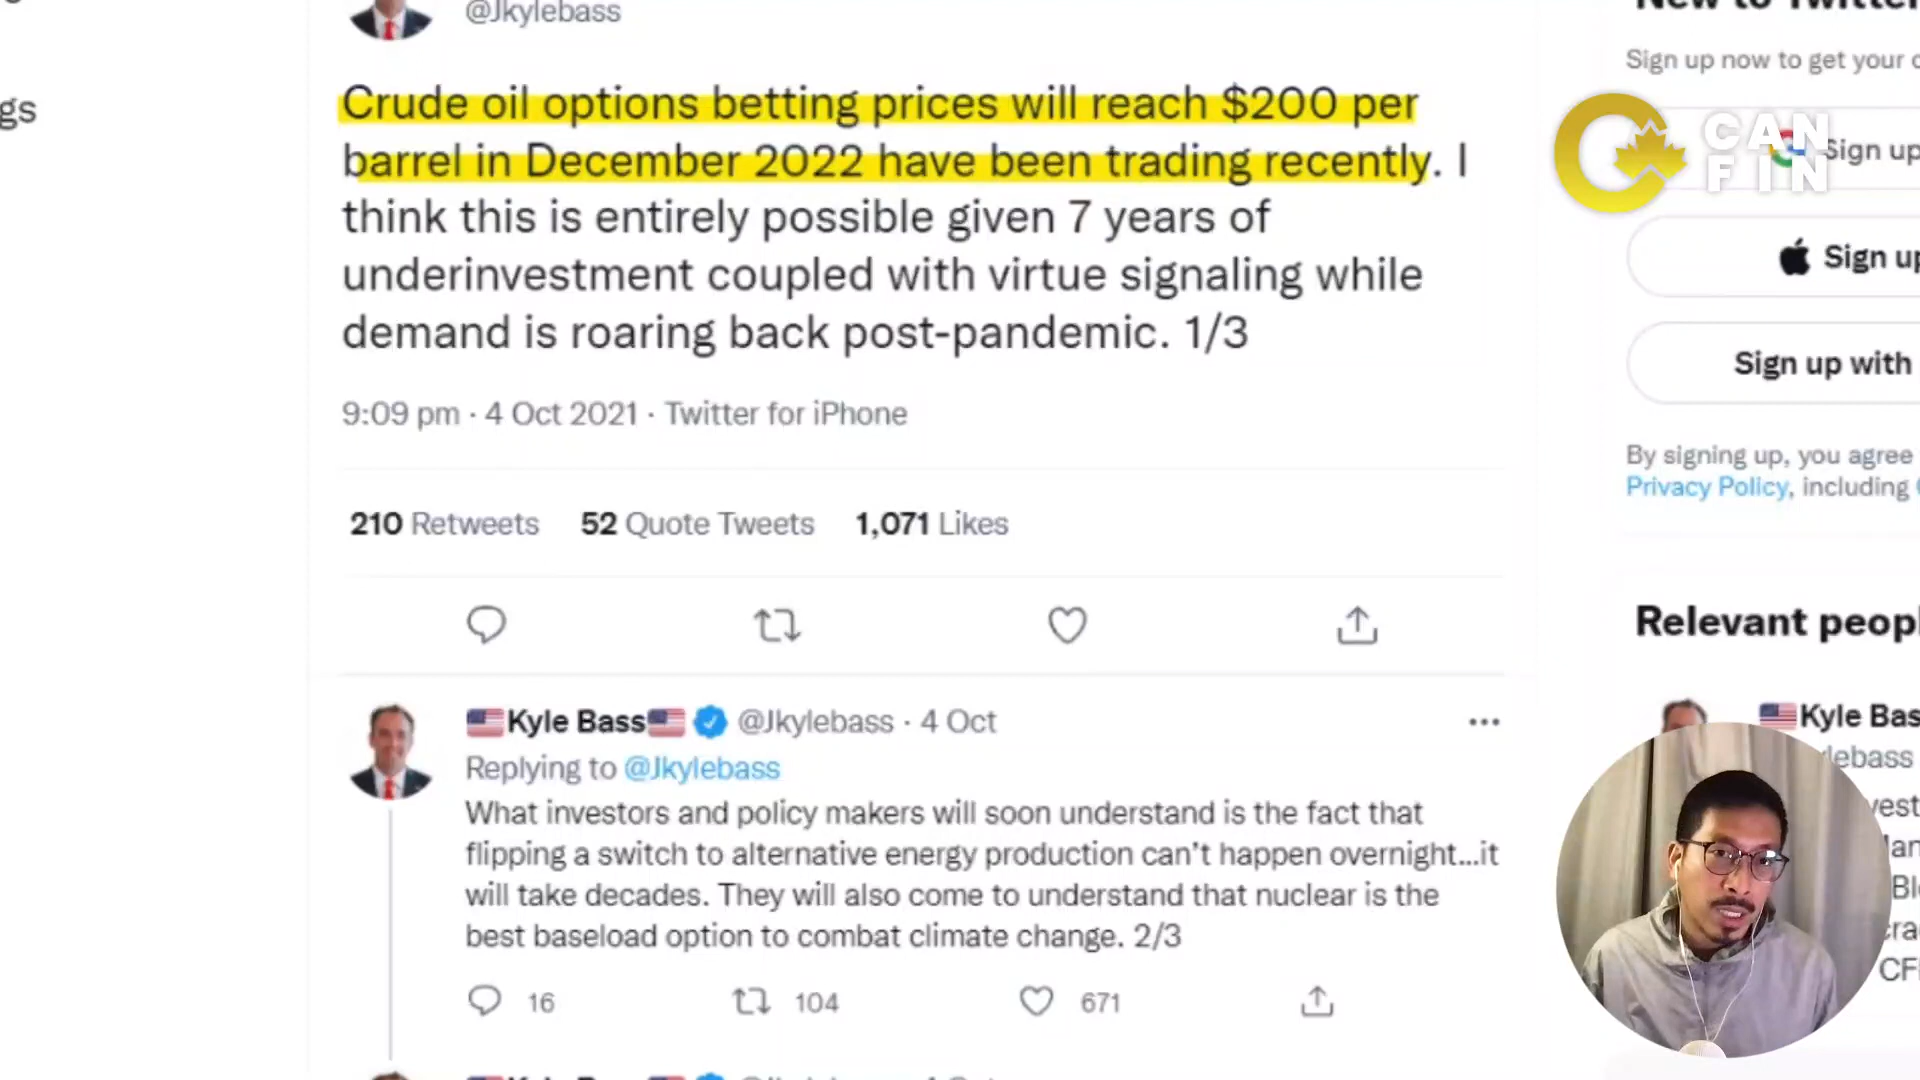 @Jkylebass
New to Twitter
Sign up now to get your
gs
Crude oil options betting prices will reach $200 per
barrel in December 2022 have been trading recently. I
think this is entirely possible given 7 years of
underinvestment coupled with virtue signaling while
demand is roaring back post-pandemic. 1/3
9:09 pm · 4 Oct 2021 · Twitter for iPhone
210 Retweets 52 Quote Tweets 1,071 Likes
CAN
FIN
Sign up
Sign up
Sign up with
By signing up, you agree
Privacy Policy, including
Relevant peopl
Kyle Bass @Jkylebass · 4 Oct
Replying to @Jkylebass
What investors and policy makers will soon understand is the fact that
flipping a switch to alternative energy production can't happen overnight...it
will take decades. They will also come to understand that nuclear is the
best baseload option to combat climate change. 2/3
16 104 671
Kyle Bas
lebass
CF